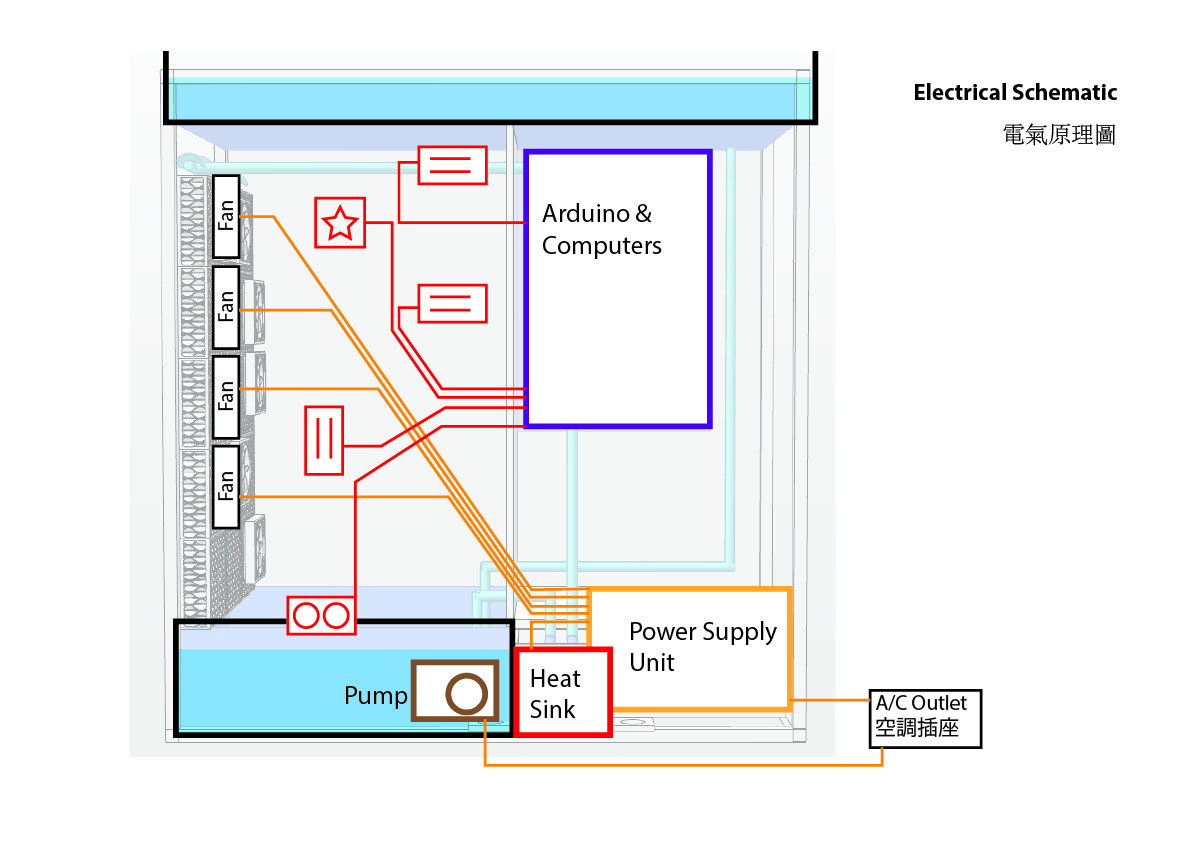 Electrical Schematic
電氣原理圖
Arduino &
Computers
Fan
Fan
Fan
Fan
Power Supply
Unit
Heat
Sink
Pump
A/C Outlet
空調插座